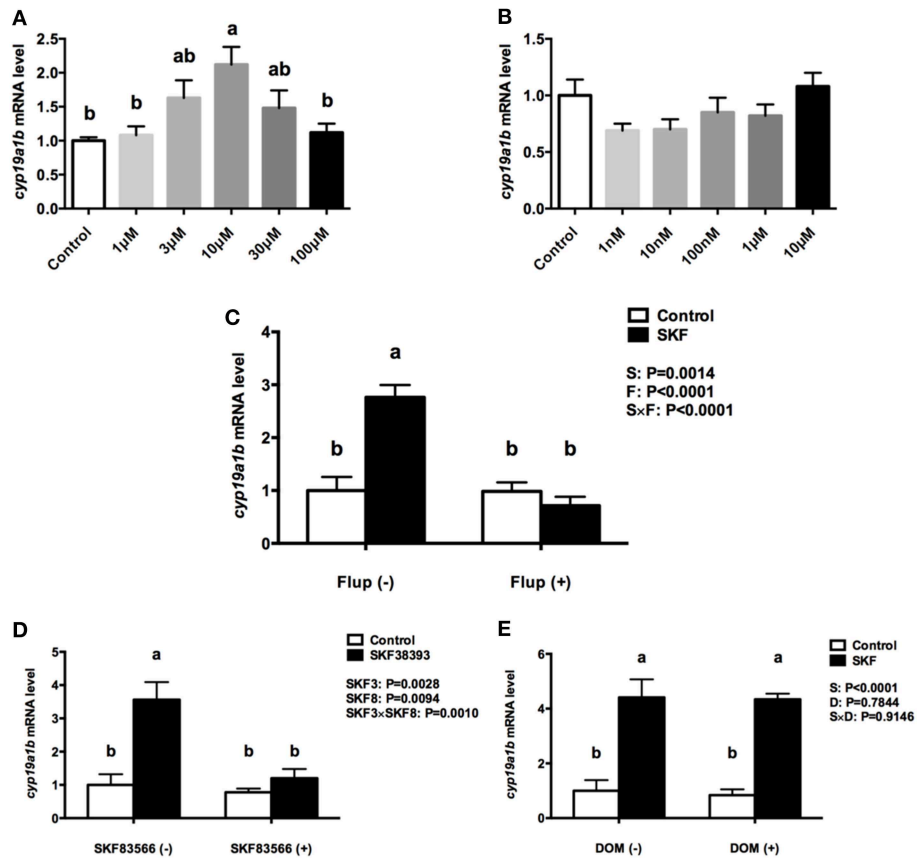 A
cyp19a1b mRNA level
2.5
2.0
1.5
1.0
0.5
0.0
b
b
ab
a
ab
b
Control
1μM
3μM
10μM
30μM
100μM
B
cyp19a1b mRNA level
1.5
1.0
0.5
0.0
Control
1nM
10nM
100nM
1μM
10μM
C
cyp19a1b mRNA level
4
3
2
1
0
b
a
b
b
Flup (-)
Flup (+)
Control
SKF
S: P=0.0014
F: P<0.0001
S×F: P<0.0001
D
cyp19a1b mRNA level
5
4
3
2
1
0
b
a
b
b
SKF83566 (-)
SKF83566 (+)
Control
SKF38393
SKF3: P=0.0028
SKF8: P=0.0094
SKF3×SKF8: P=0.0010
E
cyp19a1b mRNA level
6
4
2
0
b
a
b
a
DOM (-)
DOM (+)
Control
SKF
S: P<0.0001
D: P=0.7844
S×D: P=0.9146